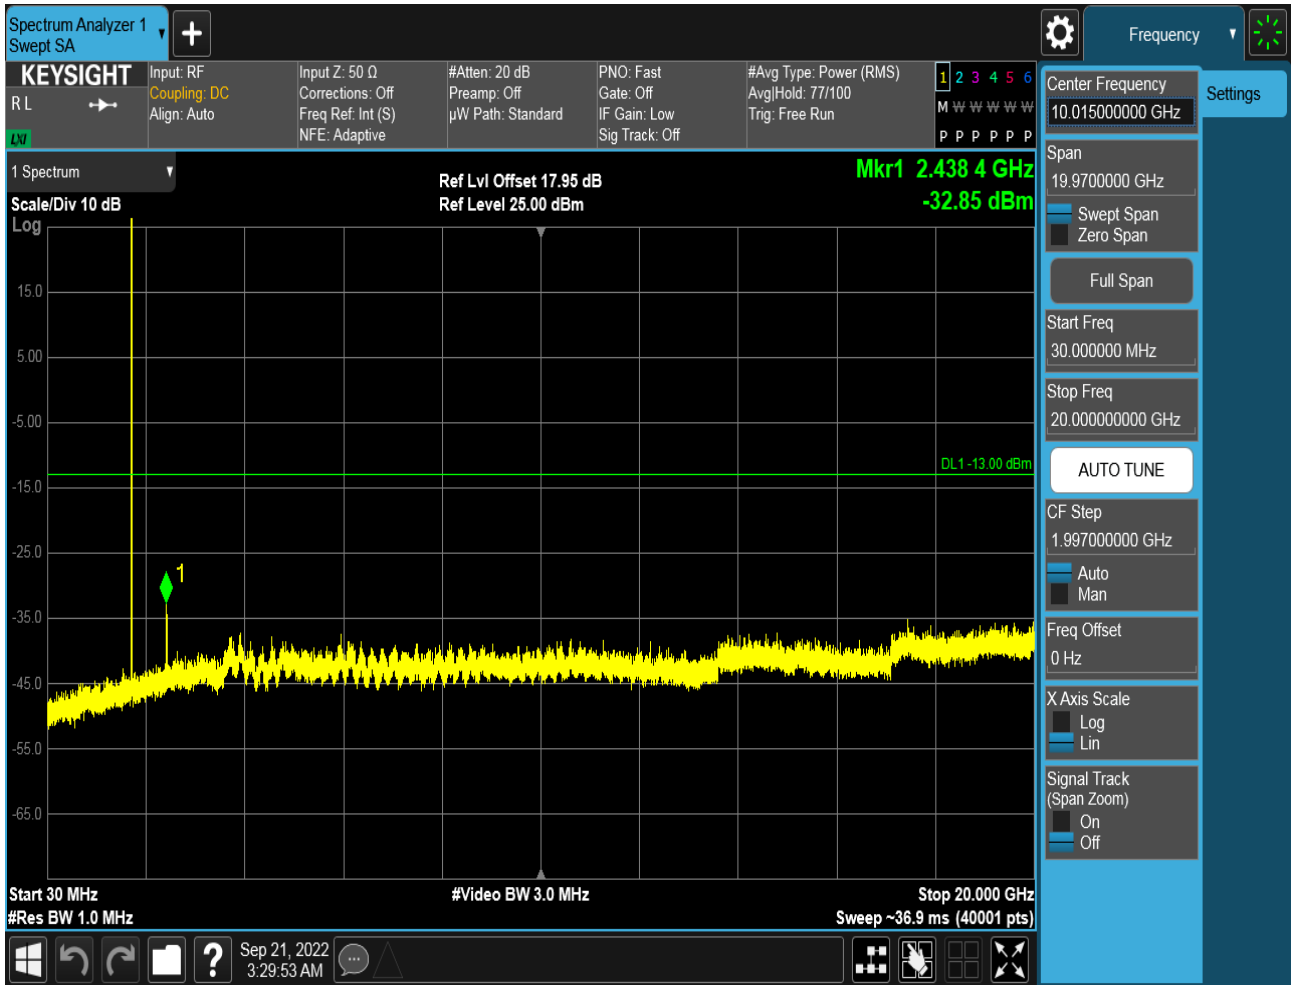 Spectrum Analyzer 1
Swept SA
Frequency
KEYSIGHT
R L
LXI
Input: RF
Coupling: DC
Align: Auto
Input Z: 50 Ω
Corrections: Off
Freq Ref: Int (S)
NFE: Adaptive
#Atten: 20 dB
Preamp: Off
µW Path: Standard
PNO: Fast
Gate: Off
IF Gain: Low
Sig Track: Off
#Avg Type: Power (RMS)
Avg|Hold: 77/100
Trig: Free Run
1 2 3 4 5 6
M W W W W W
P P P P P P
1 Spectrum
Scale/Div 10 dB
Log
Ref Lvl Offset 17.95 dB
Ref Level 25.00 dBm
Mkr1 2.438 4 GHz
-32.85 dBm
15.0
5.00
-5.00
-15.0
-25.0
-35.0
-45.0
-55.0
-65.0
DL1 -13.00 dBm
1
Start 30 MHz
#Res BW 1.0 MHz
#Video BW 3.0 MHz
Stop 20.000 GHz
Sweep ~36.9 ms (40001 pts)
Sep 21, 2022
3:29:53 AM
Center Frequency
10.015000000 GHz
Settings
Span
19.9700000 GHz
Swept Span
Zero Span
Full Span
Start Freq
30.000000 MHz
Stop Freq
20.000000000 GHz
AUTO TUNE
CF Step
1.997000000 GHz
Auto
Man
Freq Offset
0 Hz
X Axis Scale
Log
Lin
Signal Track
(Span Zoom)
On
Off